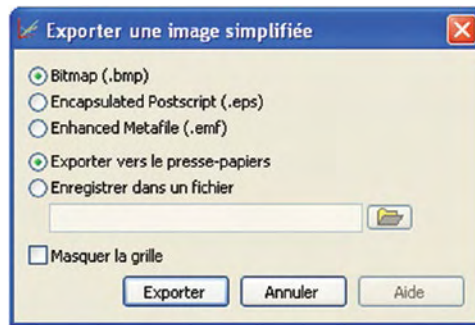 Exporter une image simplifiée
Bitmap (.bmp)
Encapsulated Postscript (.eps)
Enhanced Metafile (.emf)
Exporter vers le presse-papiers
Enregistrer dans un fichier
Masquer la grille
Exporter Annuler Aide